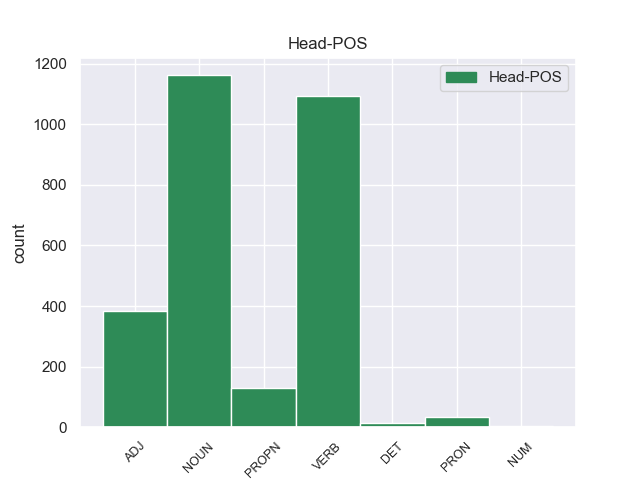 Head-POS
Head-POS
1200
1000
800
600
400
200
0
count
ADJ
NOUN
PROPN
VERB
DET
PRON
NUM